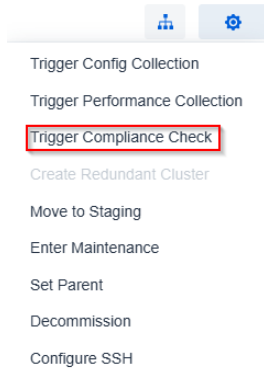 Trigger Config Collection
Trigger Performance Collection
Trigger Compliance Check
Create Redundant Cluster
Move to Staging
Enter Maintenance
Set Parent
Decommission
Configure SSH